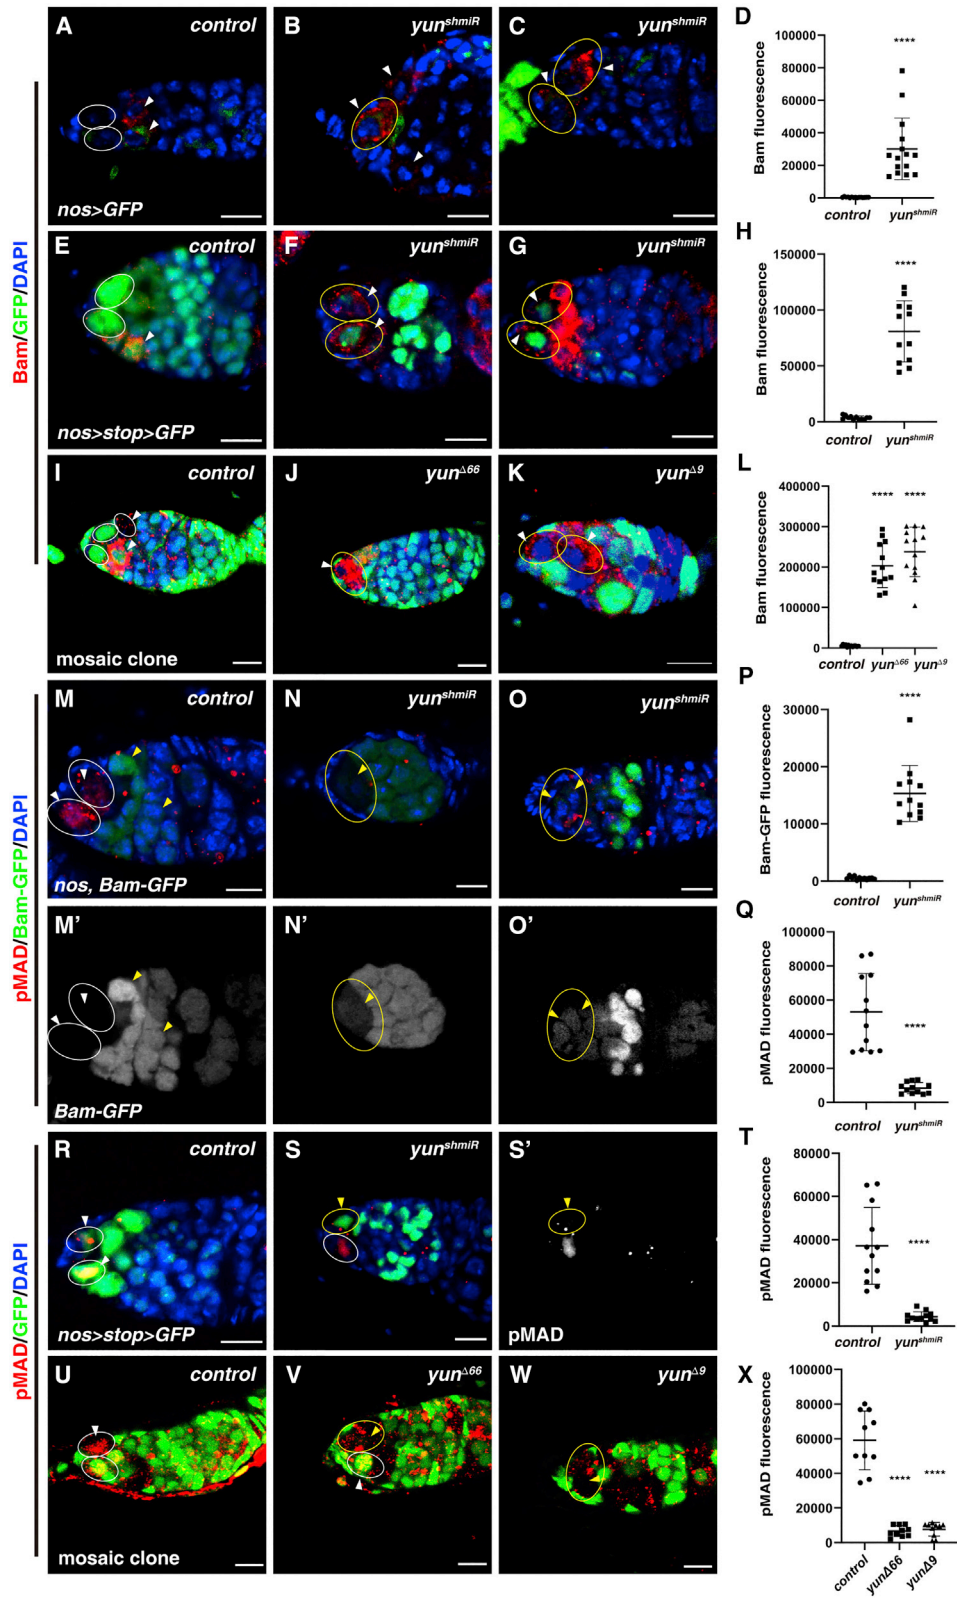 Bam/GFP/DAPI
A control
nos>GFP
B yun^shmiR
C yun^shmiR
D
Bam fluorescence
100000
80000
60000
40000
20000
0
****
control yun^shmiR
E control
nos>stop>GFP
F yun^shmiR
G yun^shmiR
H
Bam fluorescence
150000
100000
50000
0
****
control yun^shmiR
I control
mosaic clone
J yun^Δ66
K yun^Δ9
L
Bam fluorescence
400000
300000
200000
100000
0
**** ****
control yun^Δ66 yun^Δ9
pMAD/Bam-GFP/DAPI
M control
nos, Bam-GFP
N yun^shmiR
O yun^shmiR
P
Bam-GFP fluorescence
30000
20000
10000
0
****
control yun^shmiR
M'
Bam-GFP
N'
O'
Q
pMAD fluorescence
100000
80000
60000
40000
20000
0
****
control yun^shmiR
pMAD/GFP/DAPI
R control
nos>stop>GFP
S yun^shmiR
S'
pMAD
T
pMAD fluorescence
80000
60000
40000
20000
0
****
control yun^shmiR
U control
mosaic clone
V yun^Δ66
W yun^Δ9
X
pMAD fluorescence
100000
80000
60000
40000
20000
0
**** ****
control yunΔ66 yunΔ9